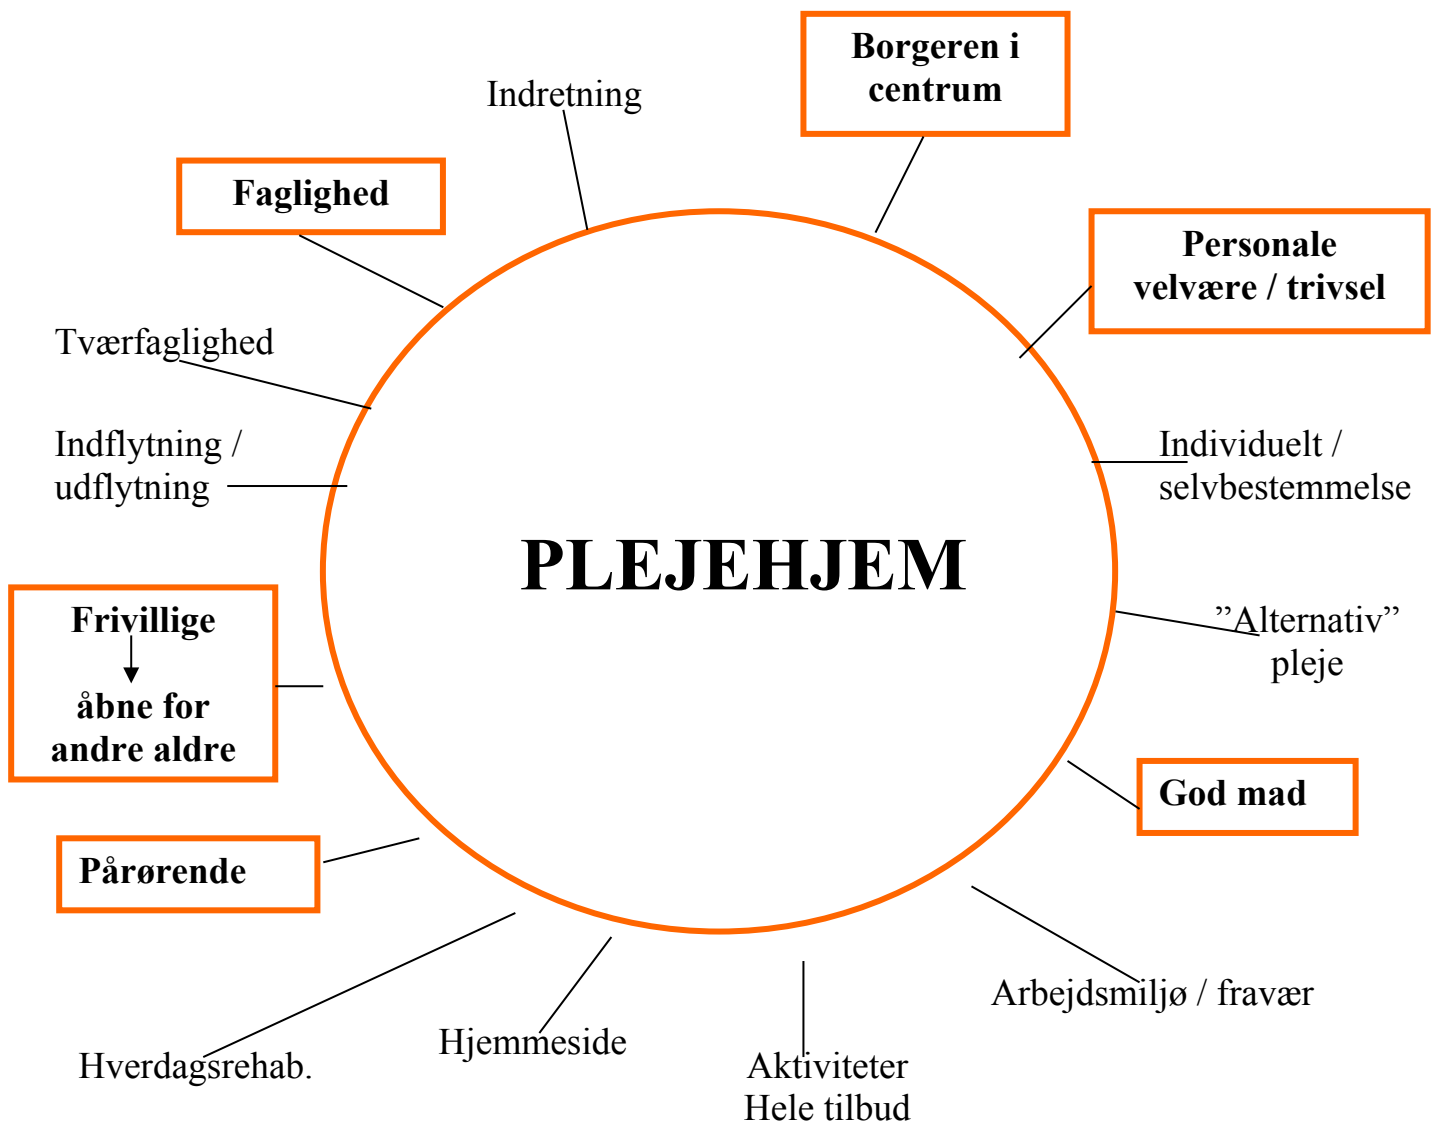 Borgeren i
centrum
Indretning
Faglighed
Personale
velvære / trivsel
Tværfaglighed
Indflytning /
udflytning
Individuelt /
selvbestemmelse
PLEJEHJEM
Frivillige
åbne for
andre aldre
”Alternativ”
pleje
God mad
Pårørende
Arbejdsmiljø / fravær
Hjemmeside
Hverdagsrehab.
Aktiviteter
Hele tilbud